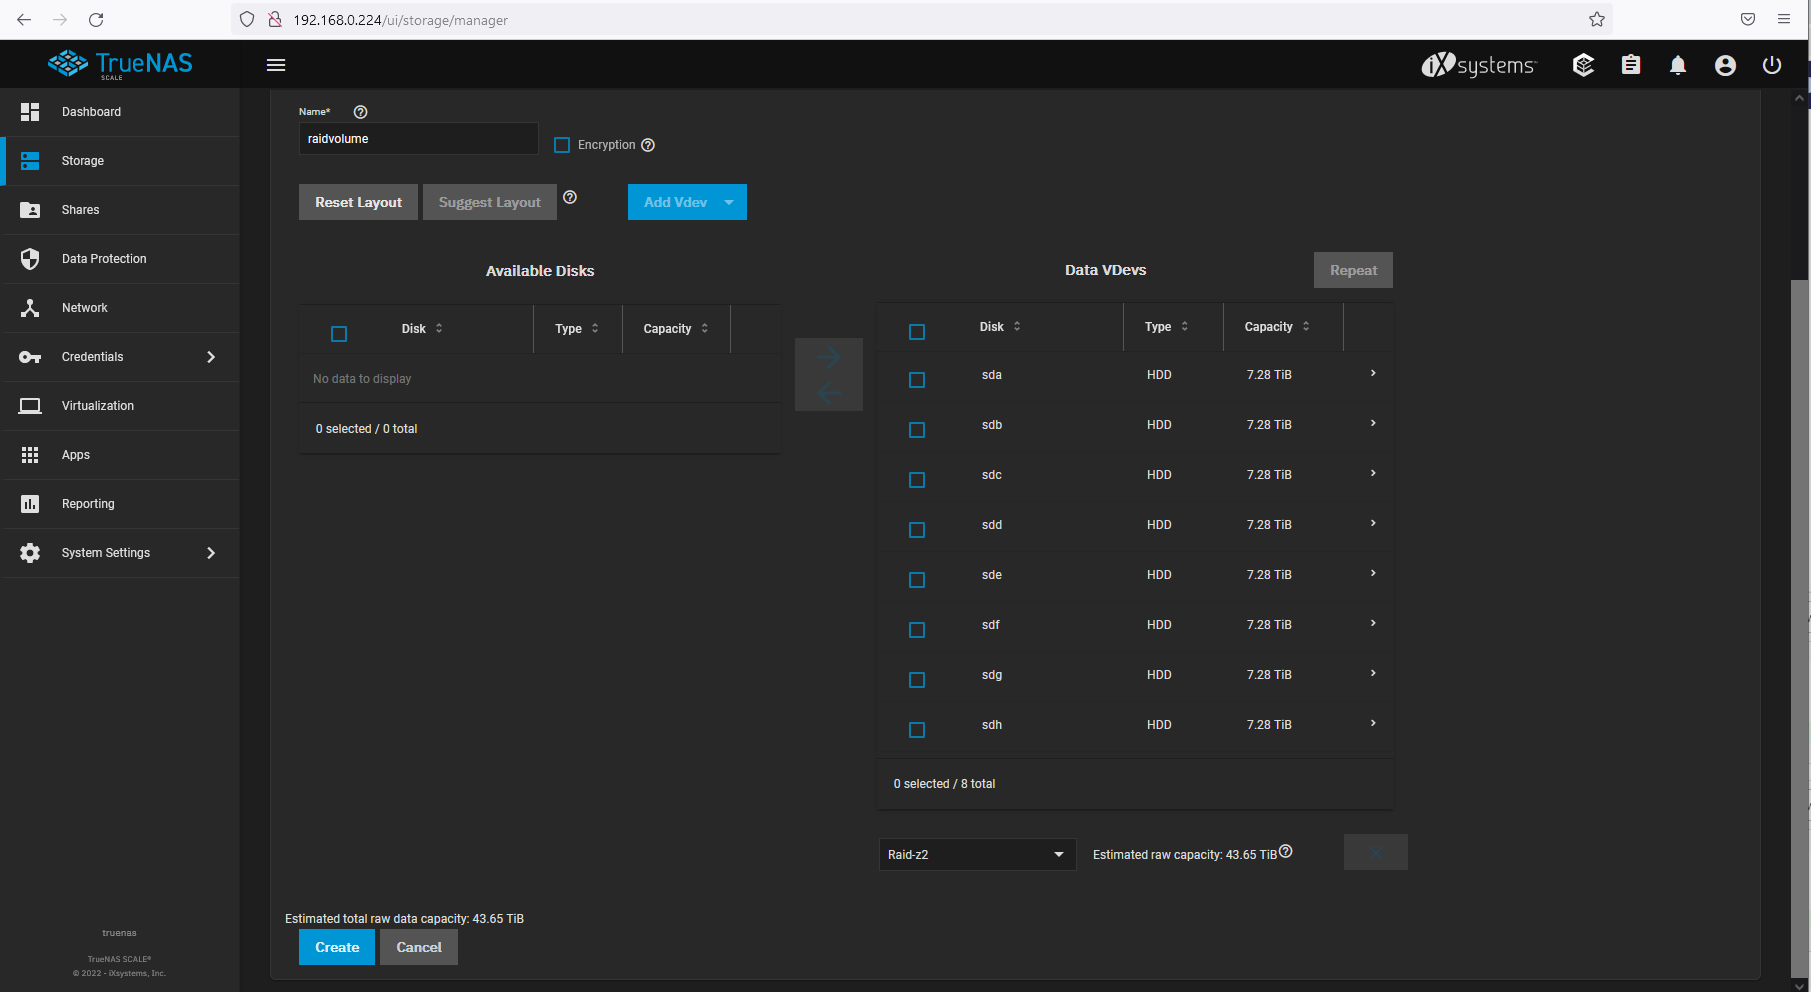 192.168.0.224/ui/storage/manager
TrueNAS
SCALE
iXsystems
Dashboard
Storage
Shares
Data Protection
Network
Credentials
Virtualization
Apps
Reporting
System Settings
truenas
TrueNAS SCALE®
© 2022 - iXsystems, Inc.
Name*
raidvolume
Encryption
Reset Layout
Suggest Layout
Add Vdev
Available Disks
Disk Type Capacity
No data to display
0 selected / 0 total
Data VDevs
Repeat
Disk Type Capacity
sda HDD 7.28 TiB
sdb HDD 7.28 TiB
sdc HDD 7.28 TiB
sdd HDD 7.28 TiB
sde HDD 7.28 TiB
sdf HDD 7.28 TiB
sdg HDD 7.28 TiB
sdh HDD 7.28 TiB
0 selected / 8 total
Raid-z2
Estimated raw capacity: 43.65 TiB
Estimated total raw data capacity: 43.65 TiB
Create
Cancel